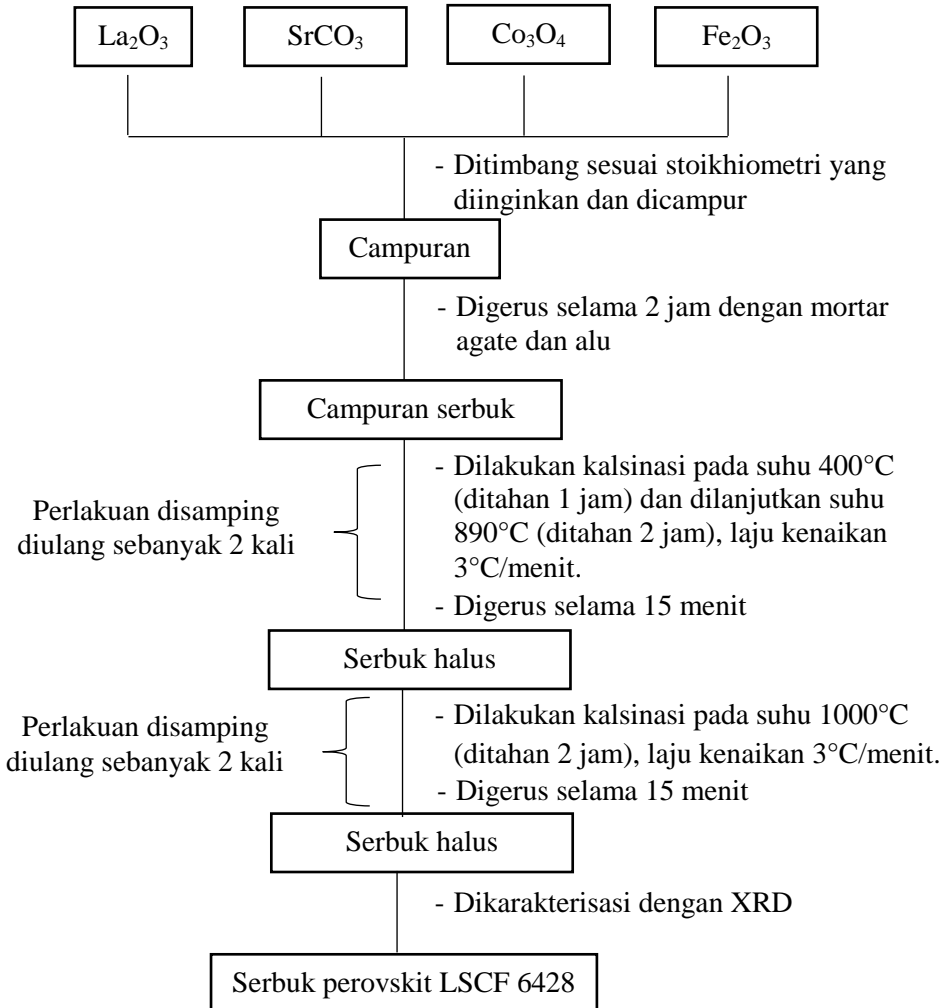 La₂O₃
SrCO₃
Co₃O₄
Fe₂O₃
- Ditimbang sesuai stoikhiometri yang
diinginkan dan dicampur
Campuran
- Digerus selama 2 jam dengan mortar
agate dan alu
Campuran serbuk
Perlakuan disamping
diulang sebanyak 2 kali
- Dilakukan kalsinasi pada suhu 400°C
(ditahan 1 jam) dan dilanjutkan suhu
890°C (ditahan 2 jam), laju kenaikan
3°C/menit.
- Digerus selama 15 menit
Serbuk halus
Perlakuan disamping
diulang sebanyak 2 kali
- Dilakukan kalsinasi pada suhu 1000°C
(ditahan 2 jam), laju kenaikan 3°C/menit.
- Digerus selama 15 menit
Serbuk halus
- Dikarakterisasi dengan XRD
Serbuk perovskit LSCF 6428